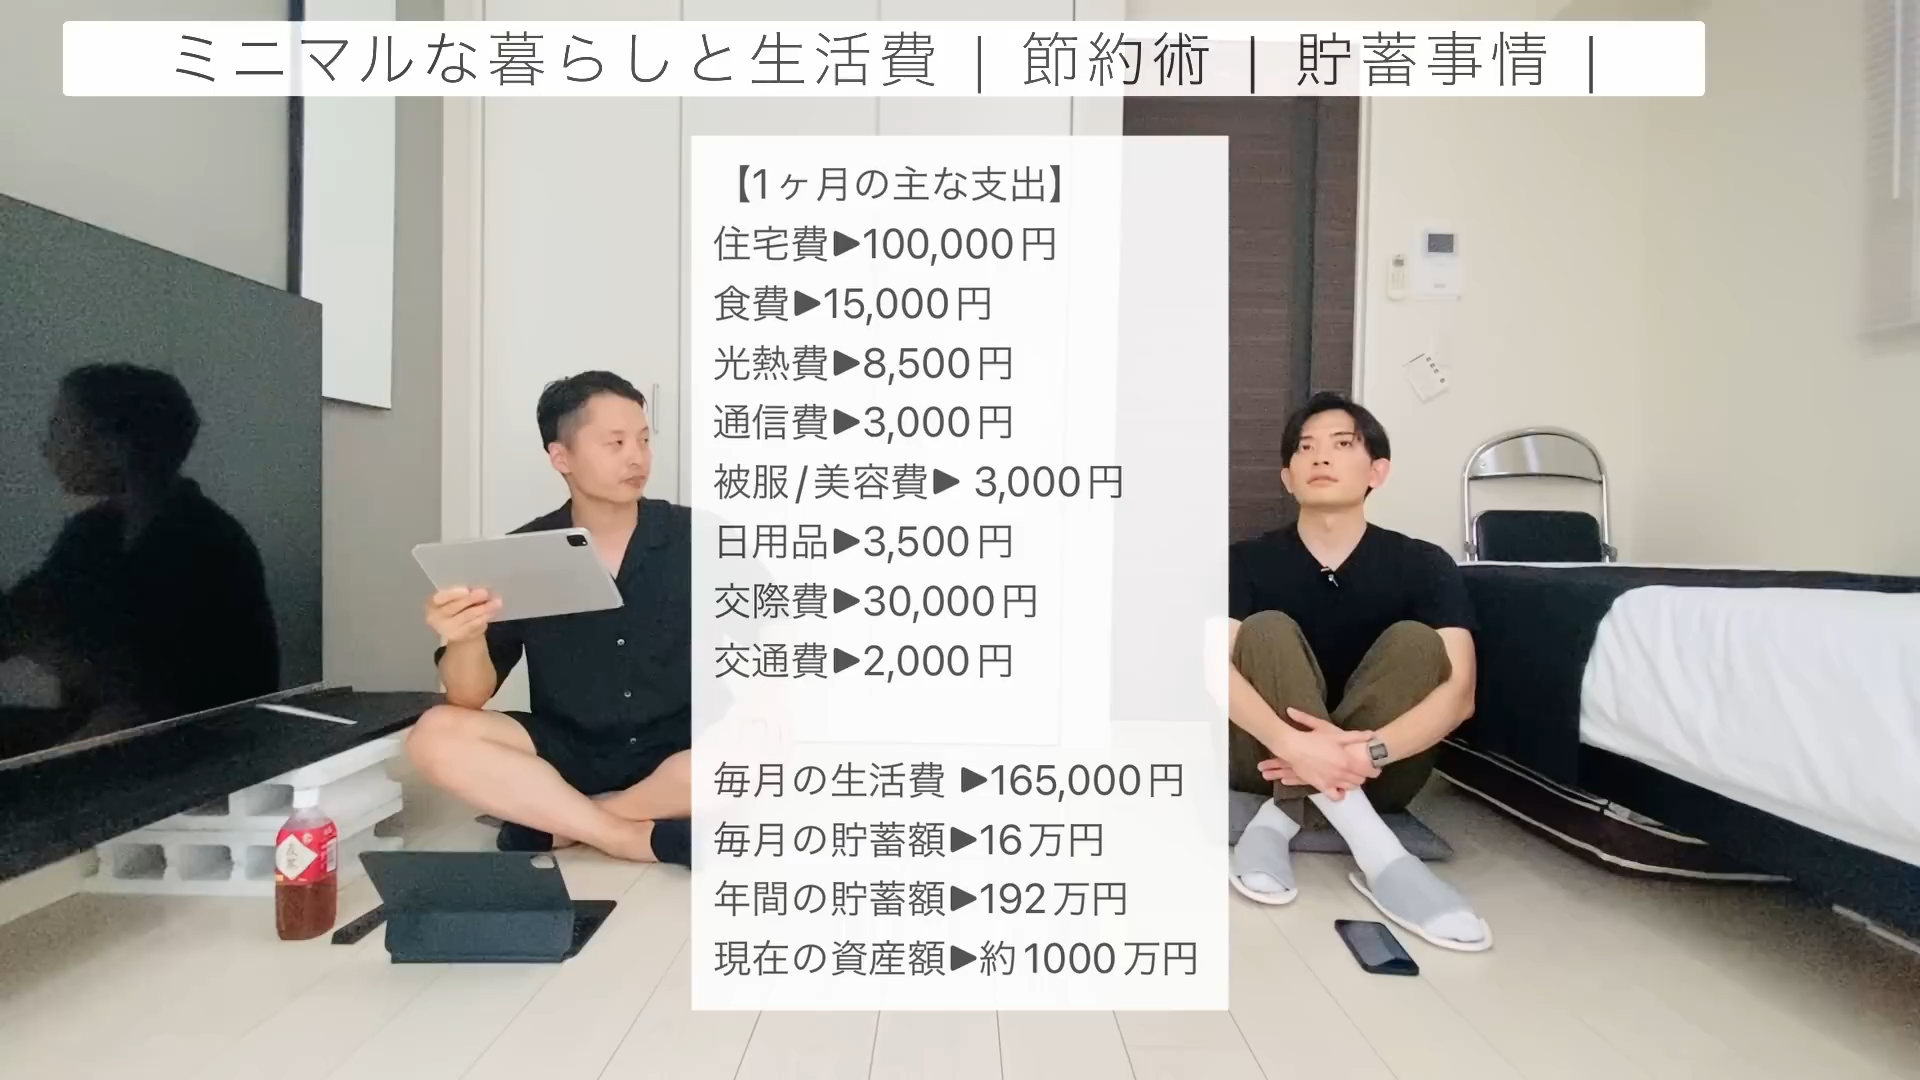 ミニマルな暮らしと生活費 | 節約術 | 貯蓄事情 |
【1ヶ月の主な支出】
住宅費▶100,000円
食費▶15,000円
光熱費▶8,500円
通信費▶3,000円
被服/美容費▶ 3,000円
日用品▶3,500円
交際費▶30,000円
交通費▶2,000円
毎月の生活費 ▶165,000円
毎月の貯蓄額▶16万円
年間の貯蓄額▶192万円
現在の資産額▶約1000万円